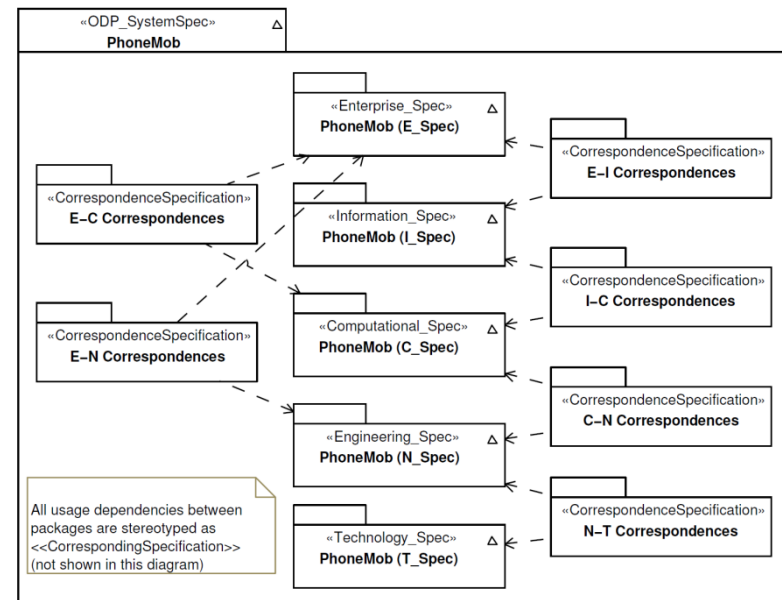 «ODP_SystemSpec»
PhoneMob
«Enterprise_Spec»
PhoneMob (E_Spec)
«CorrespondenceSpecification»
E−I Correspondences
«CorrespondenceSpecification»
E−C Correspondences
«Information_Spec»
PhoneMob (I_Spec)
«CorrespondenceSpecification»
I−C Correspondences
«CorrespondenceSpecification»
E−N Correspondences
«Computational_Spec»
PhoneMob (C_Spec)
«CorrespondenceSpecification»
C−N Correspondences
«Engineering_Spec»
PhoneMob (N_Spec)
«CorrespondenceSpecification»
N−T Correspondences
«Technology_Spec»
PhoneMob (T_Spec)
All usage dependencies between
packages are stereotyped as
<<CorrespondingSpecification>>
(not shown in this diagram)